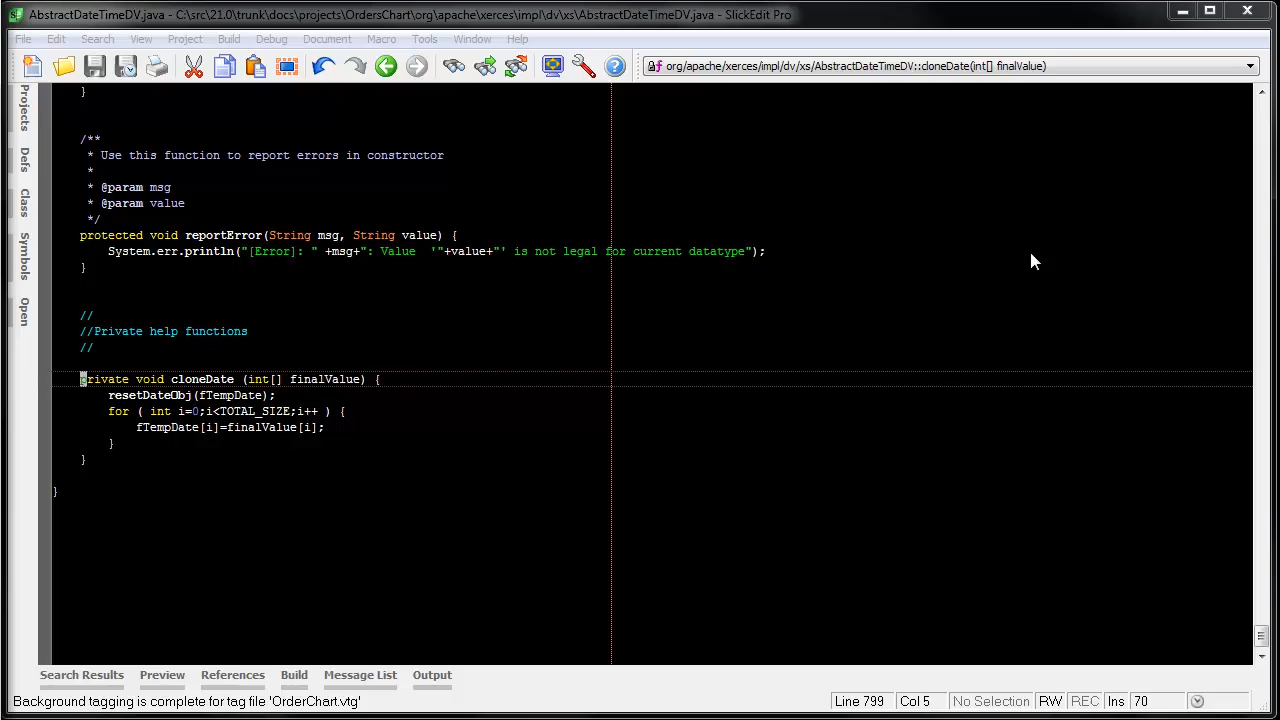 AbstractDateTimeDV.java - C:\src\21.0\trunk\docs\projects\OrdersChart\org\apache\xerces\impl\dv\xs\AbstractDateTimeDV.java - SlickEdit Pro
File Edit Search View Project Build Debug Document Macro Tools Window Help
org/apache/xerces/impl/dv/xs/AbstractDateTimeDV::cloneDate(int[] finalValue)
Projects
Defs
Class
Symbols
Open
}
/**
* Use this function to report errors in constructor
*
* @param msg
* @param value
*/
protected void reportError(String msg, String value) {
System.err.println("[Error]: " +msg+": Value  '"+value+"' is not legal for current datatype");
}
//
//Private help functions
//
private void cloneDate (int[] finalValue) {
resetDateObj(fTempDate);
for ( int i=0;i<TOTAL_SIZE;i++ ) {
fTempDate[i]=finalValue[i];
}
}
}
Search Results Preview References Build Message List Output
Background tagging is complete for tag file 'OrderChart.vtg' Line 799 Col 5 No Selection RW REC Ins 70